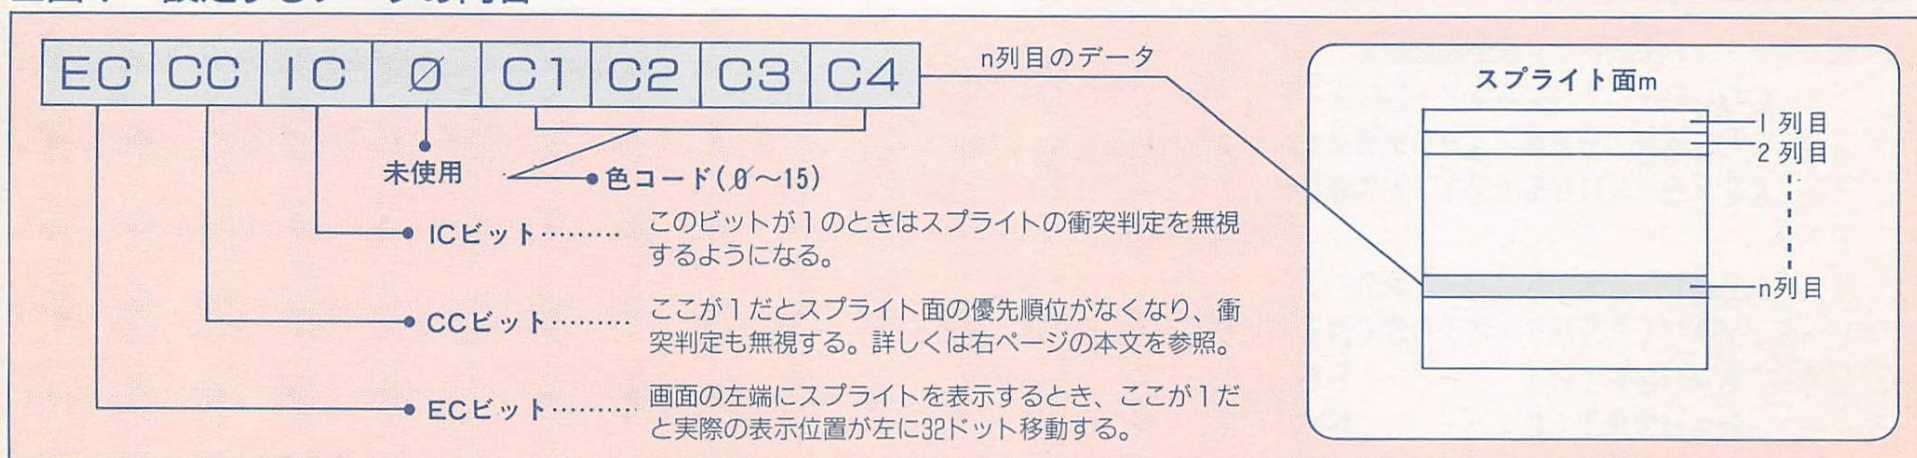 EC CC IC Ø C1 C2 C3 C4
n列目のデータ
未使用
色コード(Ø～15)
ICビット………
このビットが1のときはスプライトの衝突判定を無視
するようになる。
CCビット………
ここが1だとスプライト面の優先順位がなくなり、衝
突判定も無視する。詳しくは右ページの本文を参照。
ECビット………
画面の左端にスプライトを表示するとき、ここが1だ
と実際の表示位置が左に32ドット移動する。
スプライト面m
1列目
2列目
n列目